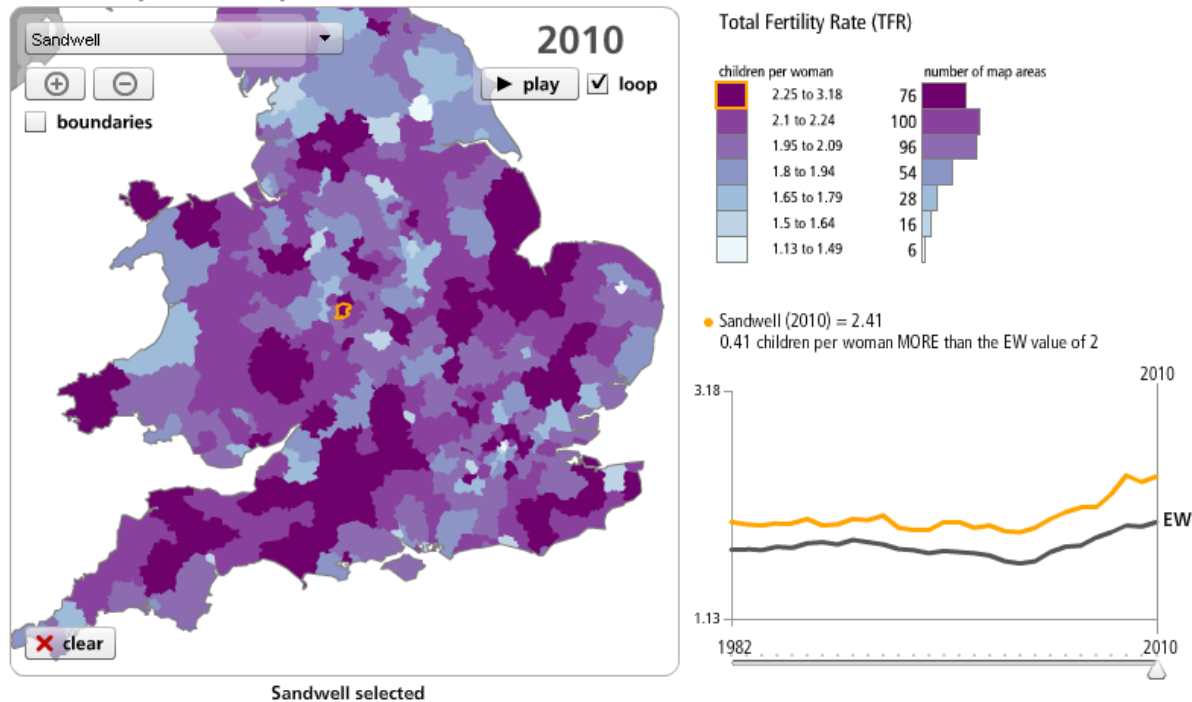 Sandwell
2010
play
loop
boundaries
clear
Sandwell selected
Total Fertility Rate (TFR)
children per woman
number of map areas
2.25 to 3.18
76
2.1 to 2.24
100
1.95 to 2.09
96
1.8 to 1.94
54
1.65 to 1.79
28
1.5 to 1.64
16
1.13 to 1.49
6
Sandwell (2010) = 2.41
0.41 children per woman MORE than the EW value of 2
2010
3.18
EW
1.13
1982
2010